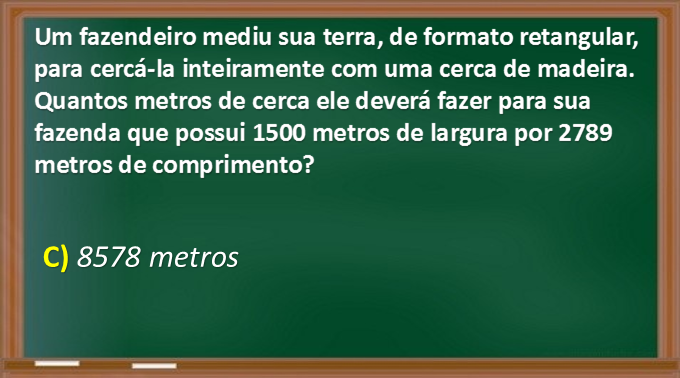 Um fazendeiro mediu sua terra, de formato retangular,
para cercá-la inteiramente com uma cerca de madeira.
Quantos metros de cerca ele deverá fazer para sua
fazenda que possui 1500 metros de largura por 2789
metros de comprimento?
C) 8578 metros